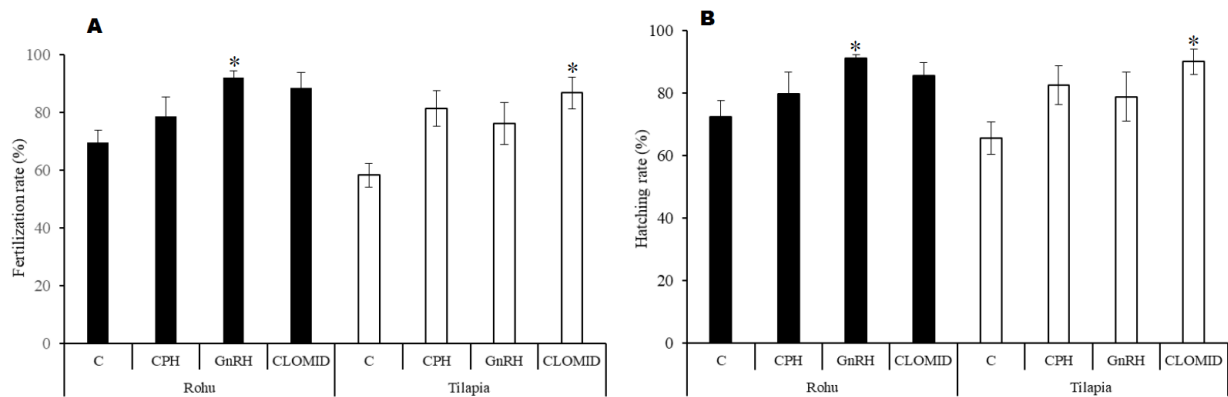 A
Fertilization rate (%)
100
80
60
40
20
0
*
*
C CPH GnRH CLOMID C CPH GnRH CLOMID
Rohu Tilapia
B
Hatching rate (%)
100
80
60
40
20
0
*
*
C CPH GnRH CLOMID C CPH GnRH CLOMID
Rohu Tilapia